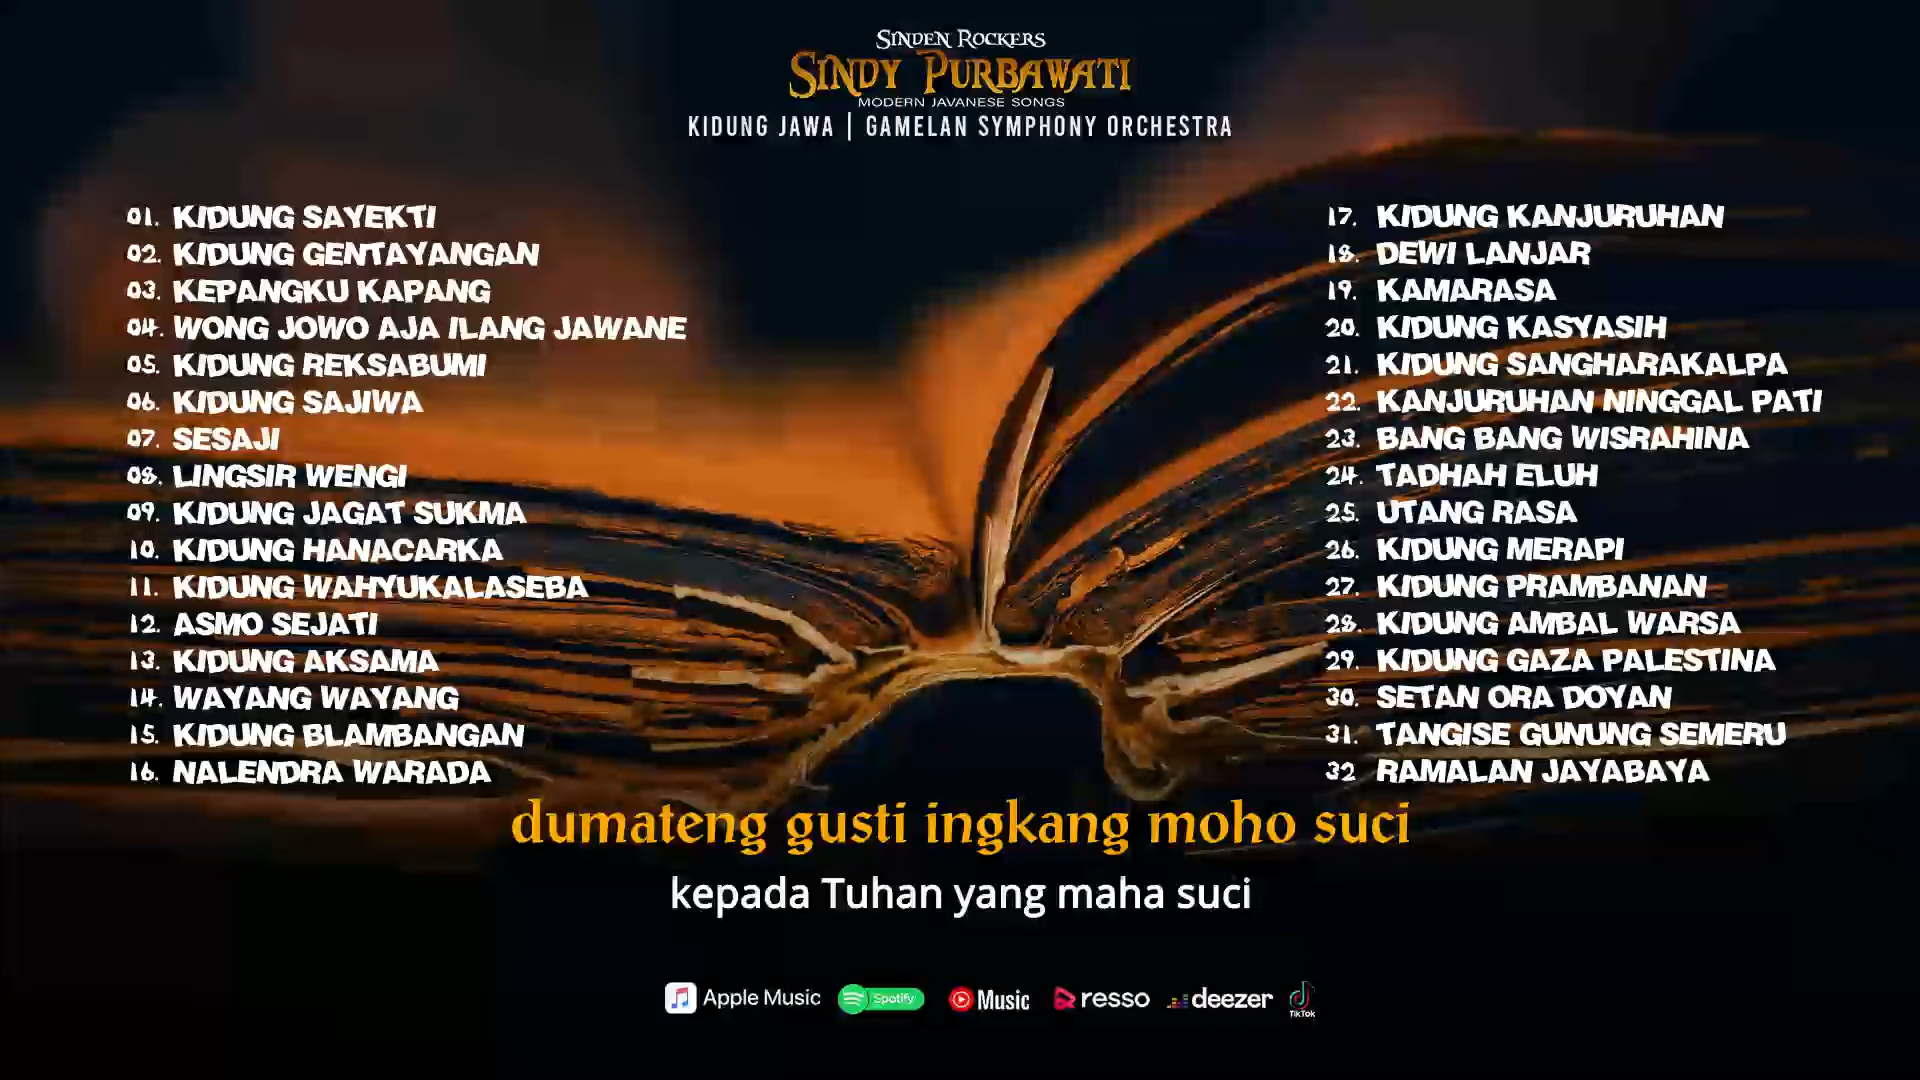 SINDEN ROCKERS
SINDY PURBAWATI
MODERN JAVANESE SONGS
KIDUNG JAWA | GAMELAN SYMPHONY ORCHESTRA
01. KIDUNG SAYEKTI
02. KIDUNG GENTAYANGAN
03. KEPANGKU KAPANG
04. WONG JOWO AJA ILANG JAWANE
05. KIDUNG REKSABUMI
06. KIDUNG SAJIWA
07. SESAJI
08. LINGSIR WENGI
09. KIDUNG JAGAT SUKMA
10. KIDUNG HANACARKA
11. KIDUNG WAHYUKALASEBA
12. ASMO SEJATI
13. KIDUNG AKSAMA
14. WAYANG WAYANG
15. KIDUNG BLAMBANGAN
16. NALENDRA WARADA
17. KIDUNG KANJURUHAN
18. DEWI LANJAR
19. KAMARASA
20. KIDUNG KASYASIH
21. KIDUNG SANGHARAKALPA
22. KANJURUHAN NINGGAL PATI
23. BANG BANG WISRAHINA
24. TADHAH ELUH
25. UTANG RASA
26. KIDUNG MERAPI
27. KIDUNG PRAMBANAN
28. KIDUNG AMBAL WARSA
29. KIDUNG GAZA PALESTINA
30. SETAN ORA DOYAN
31. TANGISE GUNUNG SEMERU
32 RAMALAN JAYABAYA
dumateng gusti ingkang moho suci
kepada Tuhan yang maha suci
Apple Music Spotify Music resso deezer TikTok